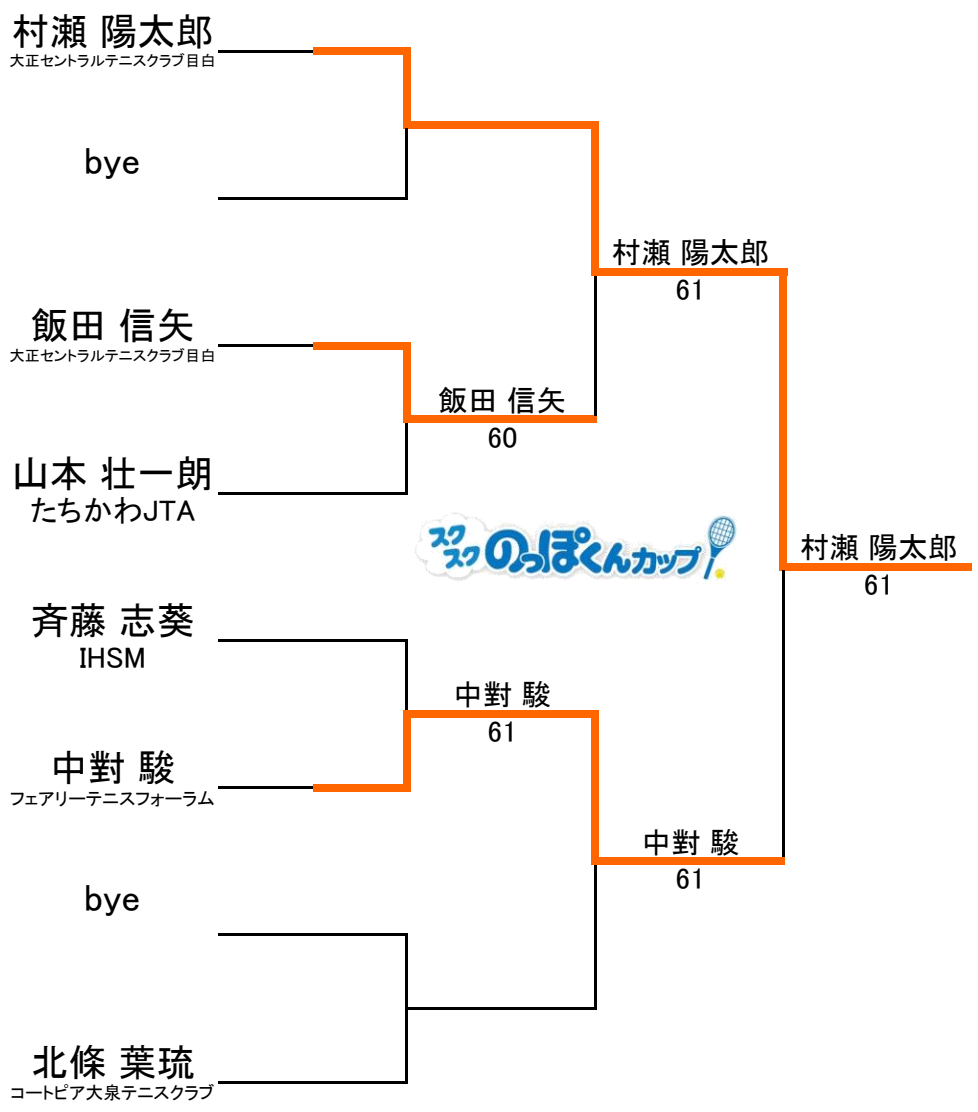 村瀬 陽太郎
大正セントラルテニスクラブ目白
bye
村瀬 陽太郎
61
飯田 信矢
大正セントラルテニスクラブ目白
飯田 信矢
60
山本 壮一朗
たちかわJTA
スクスクのっぽくんカップ
村瀬 陽太郎
61
斉藤 志葵
IHSM
中對 駿
61
中對 駿
フェアリーテニスフォーラム
中對 駿
61
bye
北條 葉琉
コートピア大泉テニスクラブ